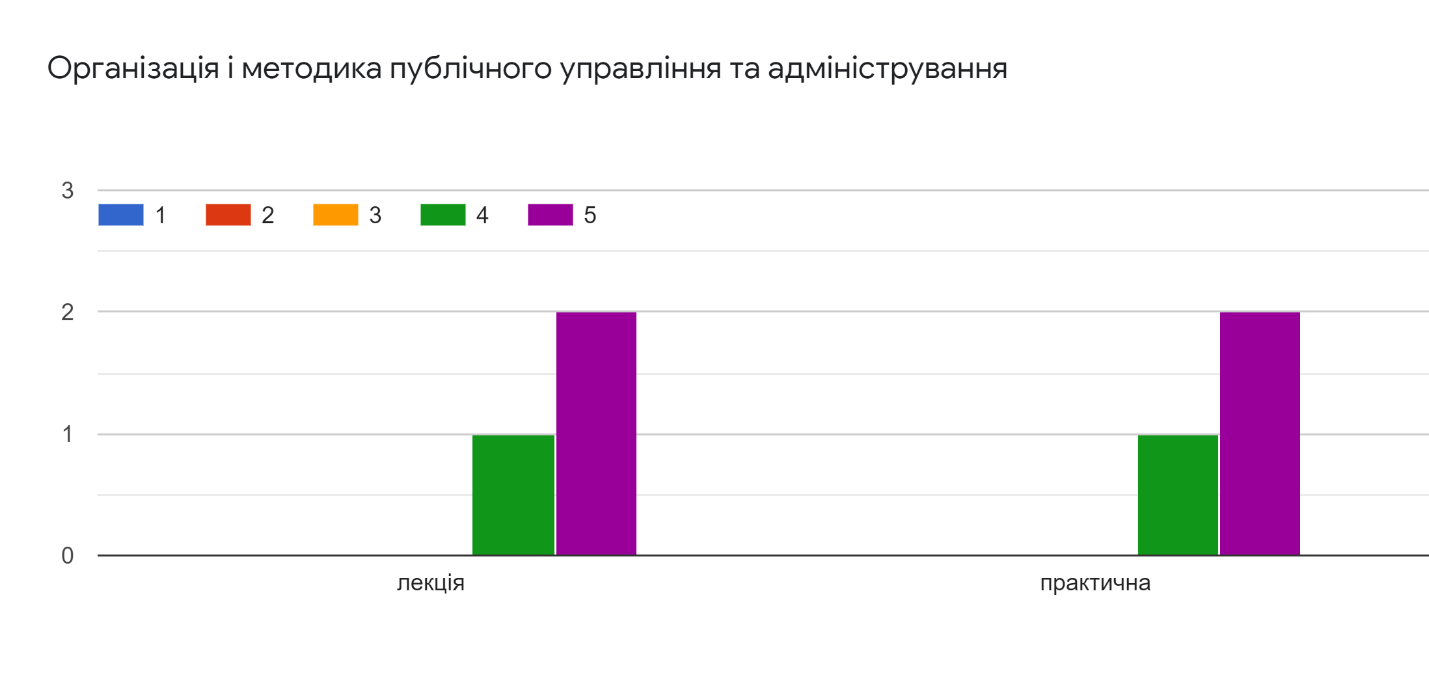 Організація і методика публічного управління та адміністрування
3
1 2 3 4 5
2
1
0
лекція практична